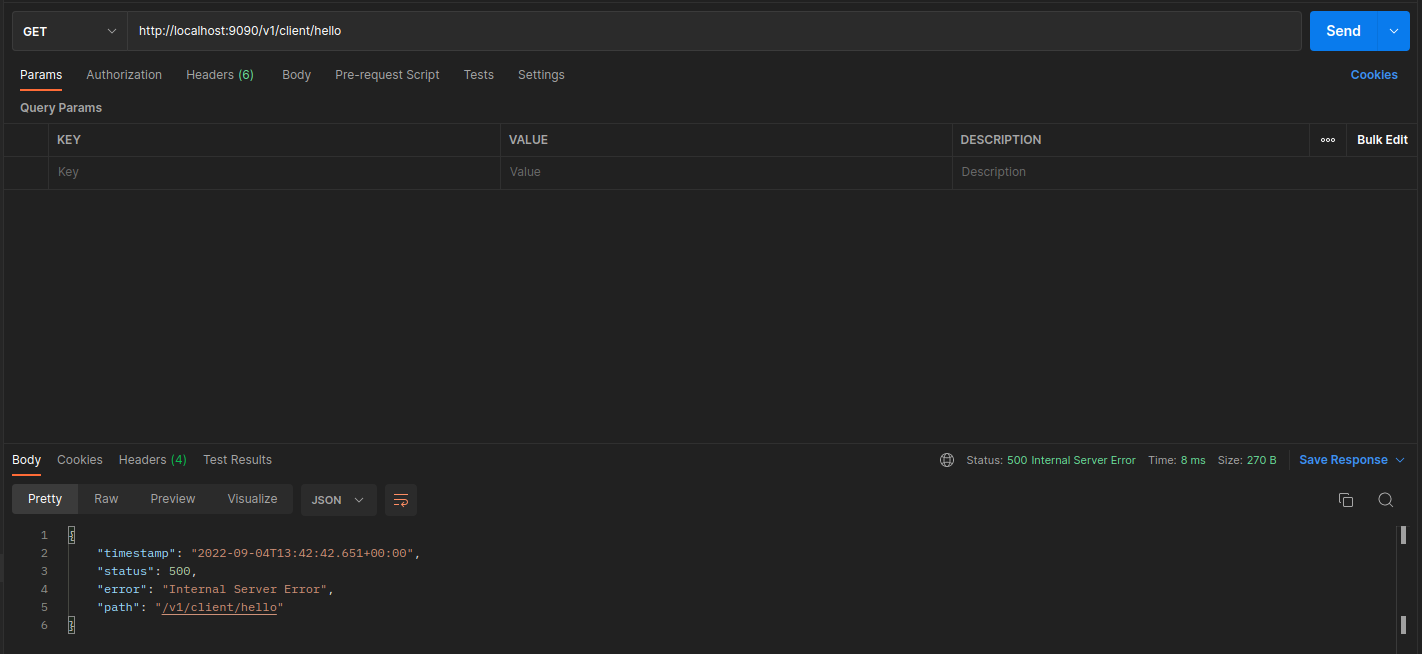 GET http://localhost:9090/v1/client/hello Send
Params Authorization Headers (6) Body Pre-request Script Tests Settings Cookies
Query Params
KEY VALUE DESCRIPTION Bulk Edit
Key Value Description
Body Cookies Headers (4) Test Results Status: 500 Internal Server Error Time: 8 ms Size: 270 B Save Response
Pretty Raw Preview Visualize JSON
1 {
2 "timestamp": "2022-09-04T13:42:42.651+00:00",
3 "status": 500,
4 "error": "Internal Server Error",
5 "path": "/v1/client/hello"
6 }